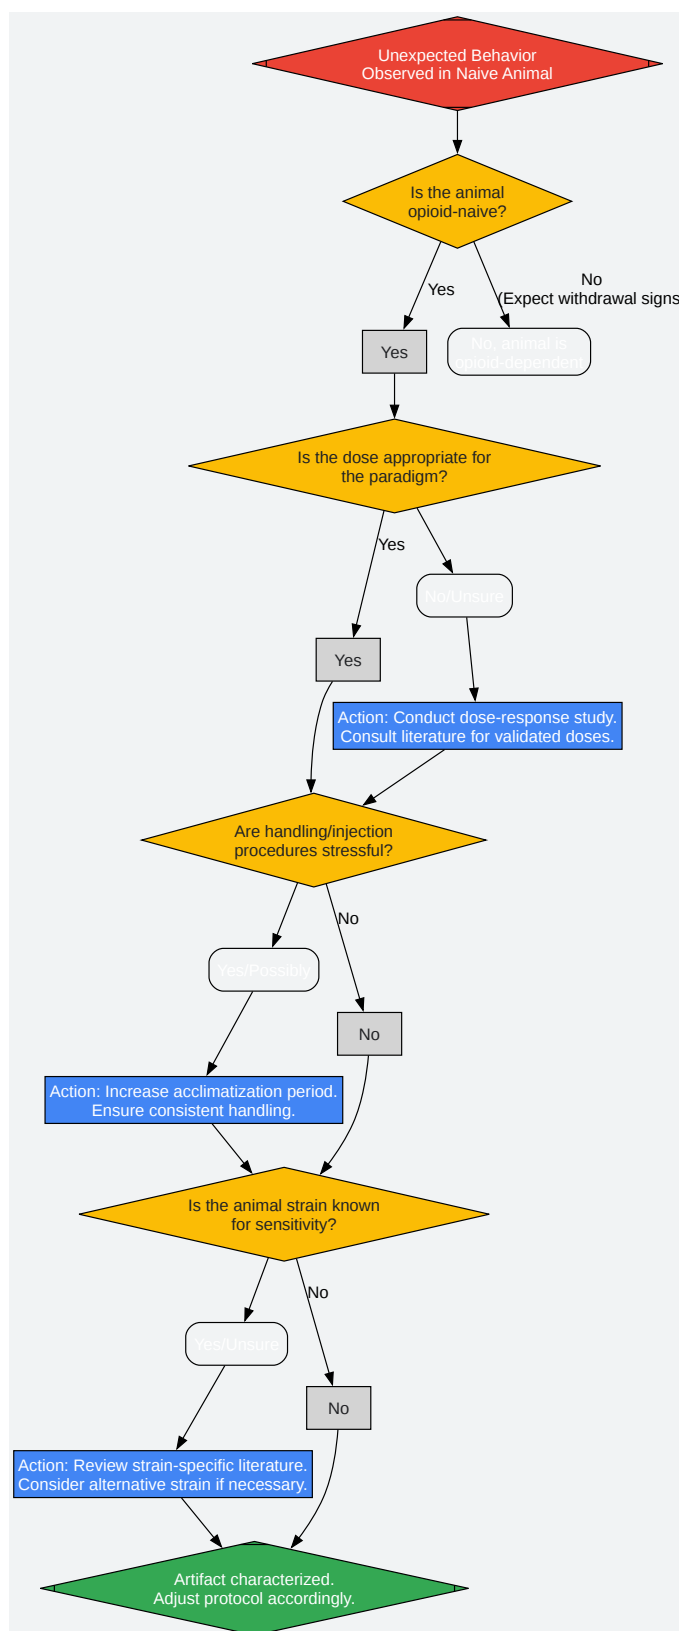 Unexpected Behavior
Observed in Naive Animal
Is the animal
opioid-naive?
Yes
No
(Expect withdrawal signs
Yes
No, animal is
opioid-dependent
Is the dose appropriate for
the paradigm?
Yes
No/Unsure
Yes
Action: Conduct dose-response study.
Consult literature for validated doses.
Are handling/injection
procedures stressful?
No
Yes/Possibly
No
Action: Increase acclimatization period.
Ensure consistent handling.
Is the animal strain known
for sensitivity?
No
Yes/Unsure
No
Action: Review strain-specific literature.
Consider alternative strain if necessary.
Artifact characterized.
Adjust protocol accordingly.